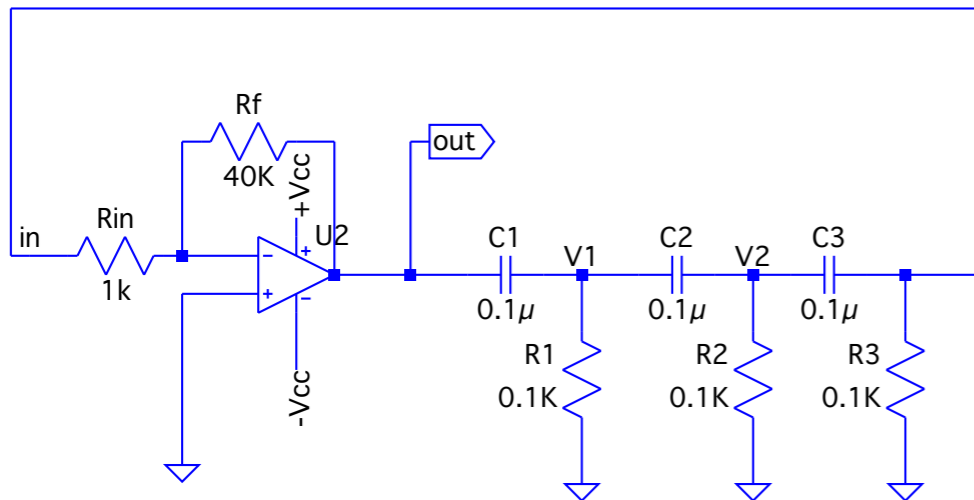 Rf
40K
out
+Vcc
in
Rin
1k
U2
-
+
+
-
-Vcc
C1
0.1µ
V1
C2
0.1µ
V2
C3
0.1µ
R1
0.1K
R2
0.1K
R3
0.1K